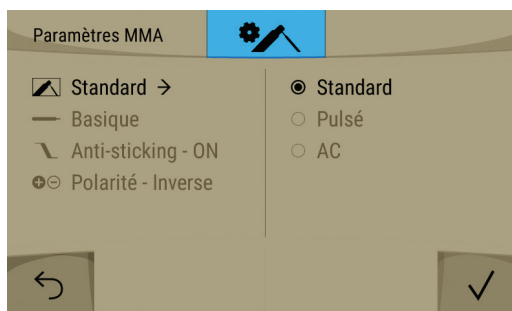 Paramètres MMA
Standard →
Basique
Anti-sticking - ON
Polarité - Inverse
Standard
Pulsé
AC